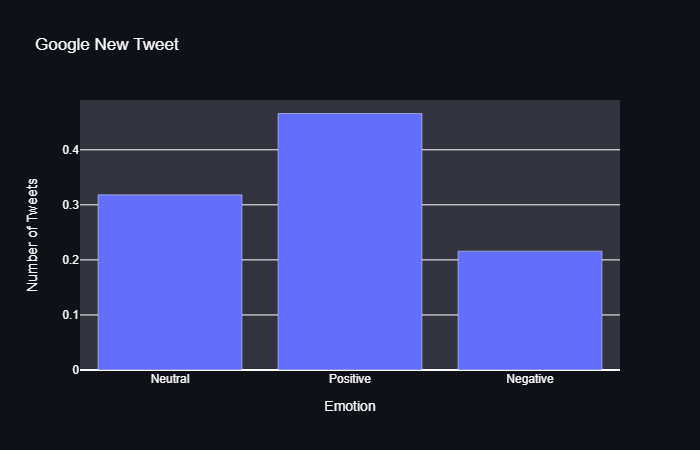 Google New Tweet
Number of Tweets
0.4
0.3
0.2
0.1
0
Neutral Positive Negative
Emotion